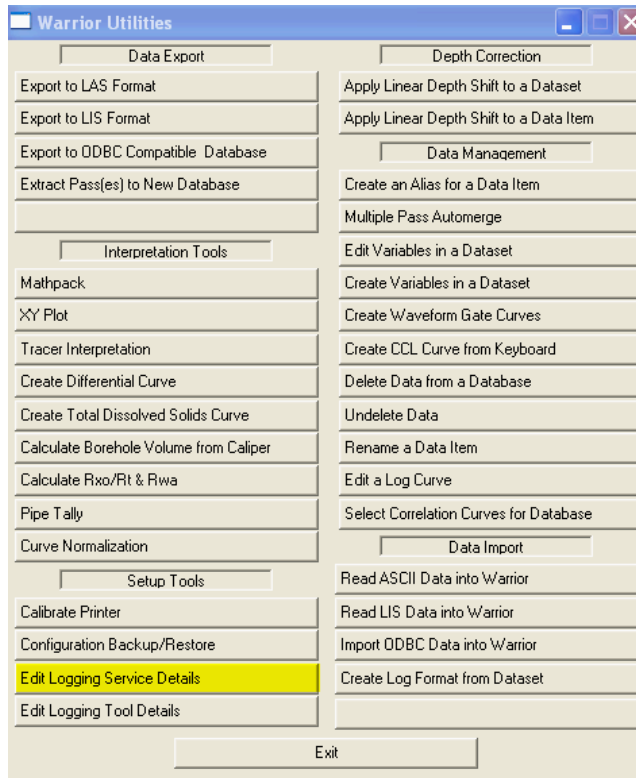 Warrior Utilities
Data Export
Export to LAS Format
Export to LIS Format
Export to ODBC Compatible Database
Extract Pass(es) to New Database
Interpretation Tools
Mathpack
XY Plot
Tracer Interpretation
Create Differential Curve
Create Total Dissolved Solids Curve
Calculate Borehole Volume from Caliper
Calculate Rxo/Rt & Rwa
Pipe Tally
Curve Normalization
Setup Tools
Calibrate Printer
Configuration Backup/Restore
Edit Logging Service Details
Edit Logging Tool Details
Depth Correction
Apply Linear Depth Shift to a Dataset
Apply Linear Depth Shift to a Data Item
Data Management
Create an Alias for a Data Item
Multiple Pass Automerge
Edit Variables in a Dataset
Create Variables in a Dataset
Create Waveform Gate Curves
Create CCL Curve from Keyboard
Delete Data from a Database
Undelete Data
Rename a Data Item
Edit a Log Curve
Select Correlation Curves for Database
Data Import
Read ASCII Data into Warrior
Read LIS Data into Warrior
Import ODBC Data into Warrior
Create Log Format from Dataset
Exit